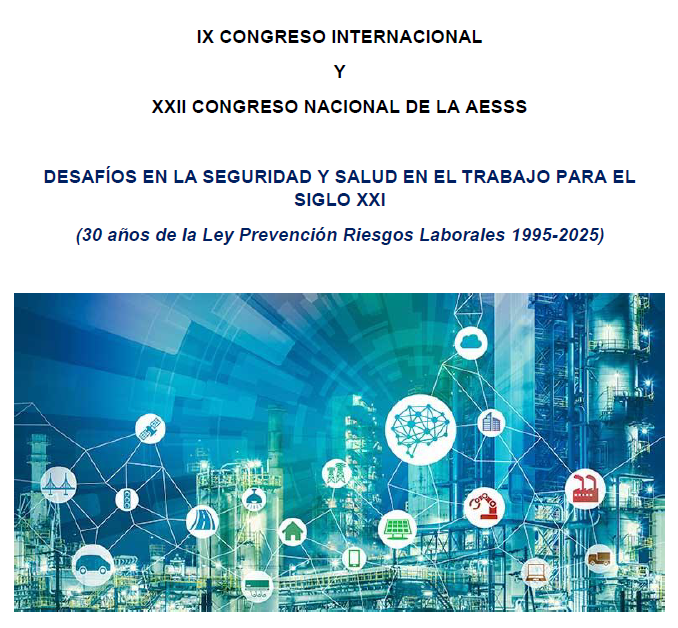 IX CONGRESO INTERNACIONAL
Y
XXII CONGRESO NACIONAL DE LA AESSS
DESAFÍOS EN LA SEGURIDAD Y SALUD EN EL TRABAJO PARA EL
SIGLO XXI
(30 años de la Ley Prevención Riesgos Laborales 1995-2025)